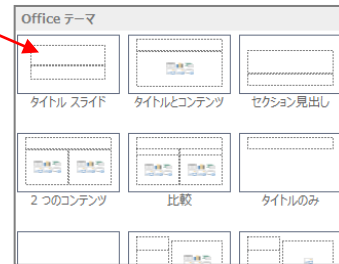 Office テーマ
タイトル スライド
タイトルとコンテンツ
セクション見出し
2 つのコンテンツ
比較
タイトルのみ